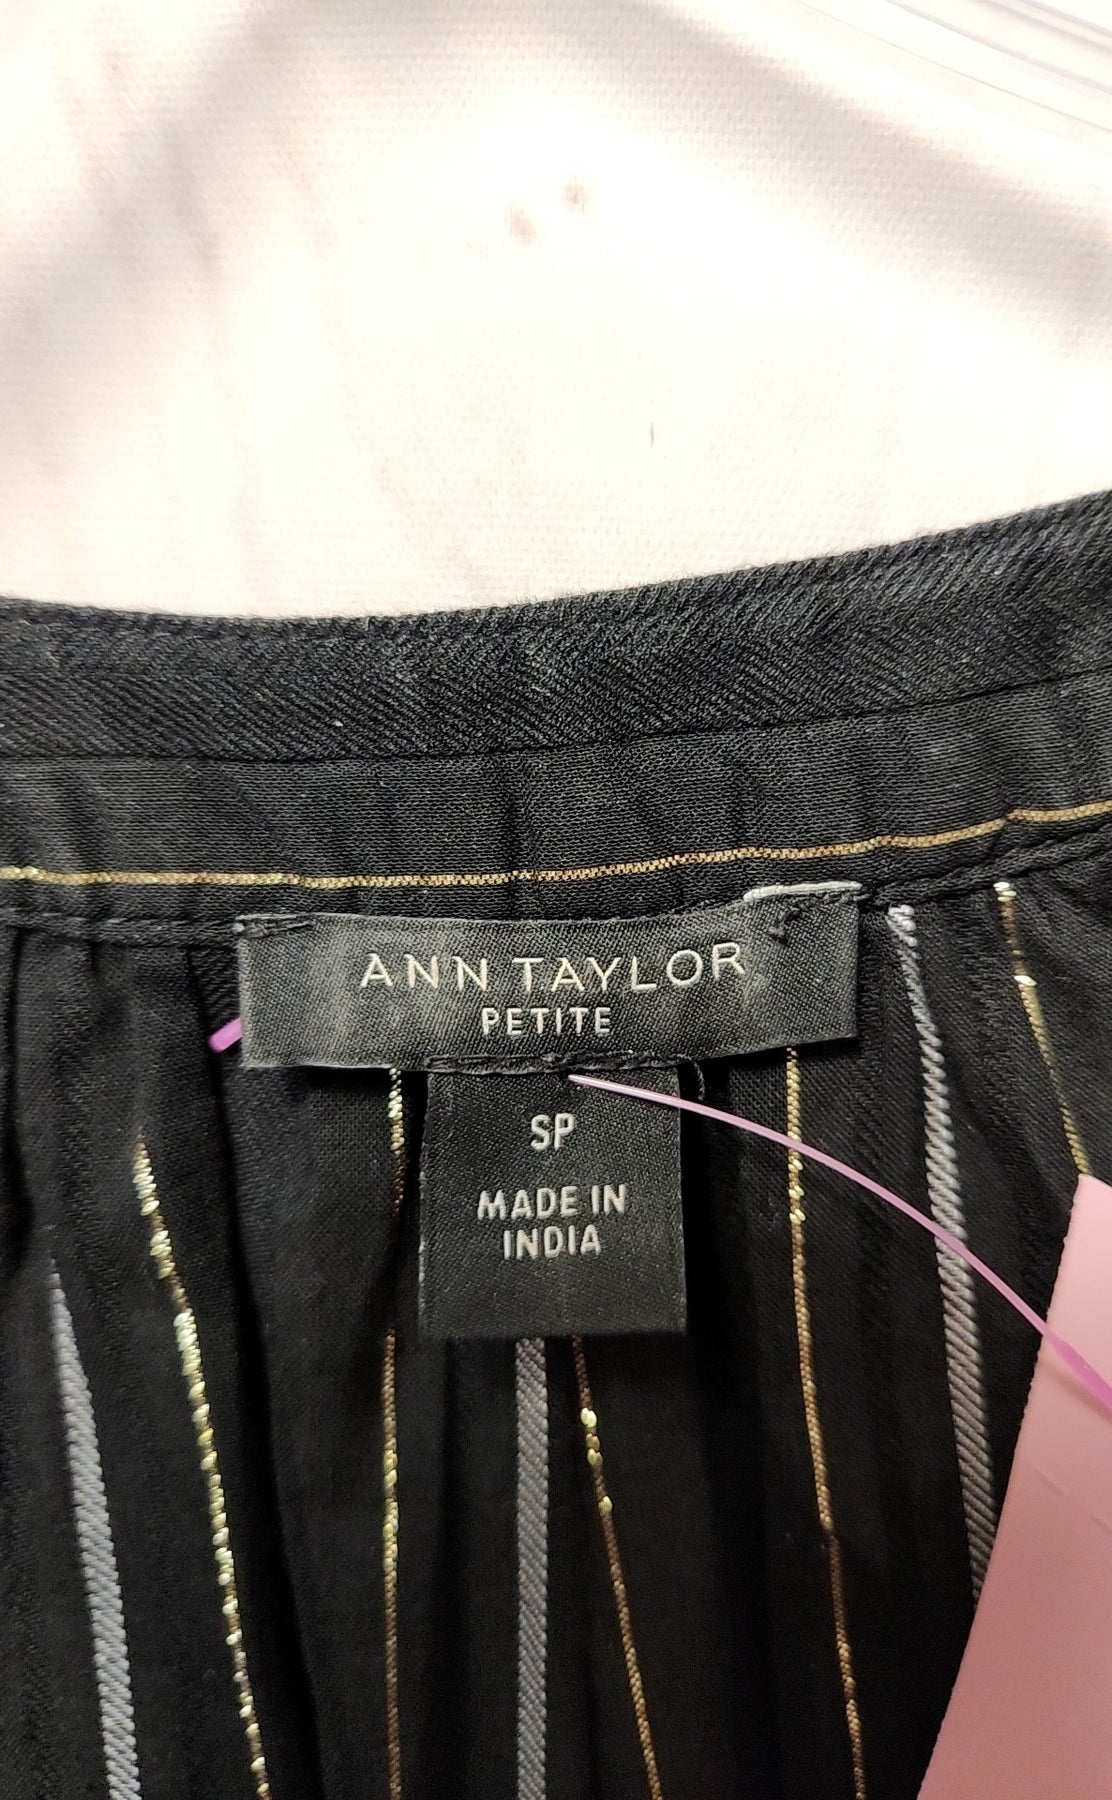 ANN TAYLOR
PETITE
SP
MADE IN
INDIA